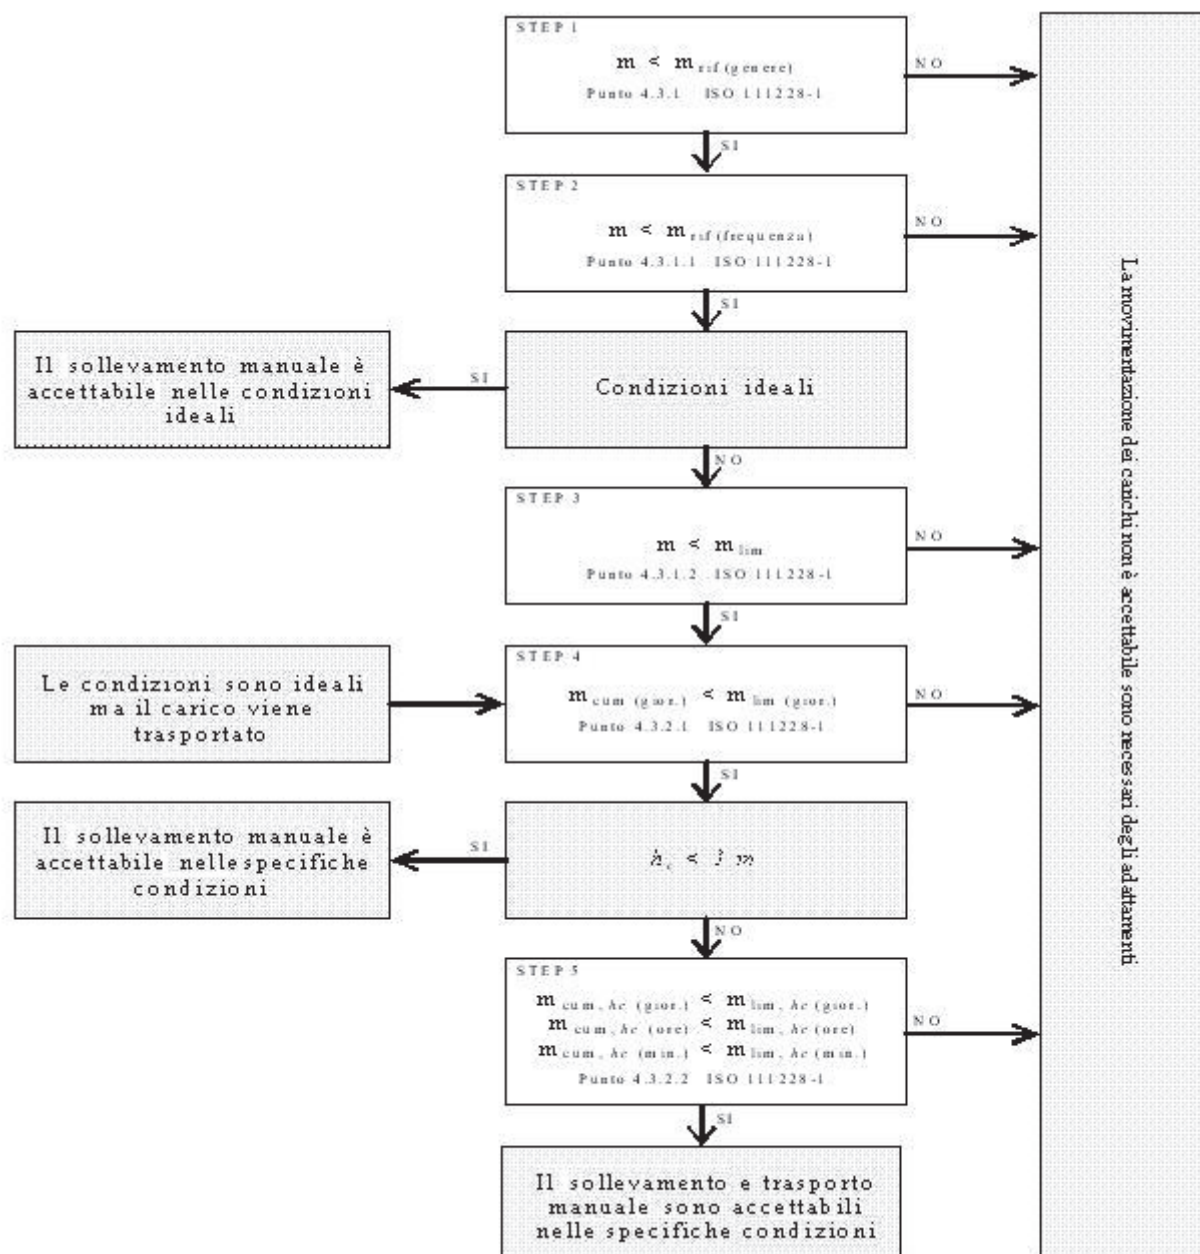 STEP 1
m < m rif (genere)
Punto 4.3.1 ISO 111228-1
NO
SI
STEP 2
m < m rif (frequenza)
Punto 4.3.1.1 ISO 111228-1
NO
SI
Il sollevamento manuale è
accettabile nelle condizioni
ideali
SI
Condizioni ideali
NO
STEP 3
m < m lim
Punto 4.3.1.2 ISO 111228-1
NO
SI
Le condizioni sono ideali
ma il carico viene
trasportato
STEP 4
m cum (gior.) < m lim (gior.)
Punto 4.3.2.1 ISO 111228-1
NO
SI
Il sollevamento manuale è
accettabile nelle specifiche
condizioni
SI
h c < 1 m
NO
STEP 5
m cum, hc (gior.) < m lim, hc (gior.)
m cum, hc (ore) < m lim, hc (ore)
m cum, hc (min.) < m lim, hc (min.)
Punto 4.3.2.2 ISO 111228-1
NO
SI
Il sollevamento e trasporto
manuale sono accettabili
nelle specifiche condizioni
La movimentazione dei carichi non è accettabile sono necessari degli adattamenti